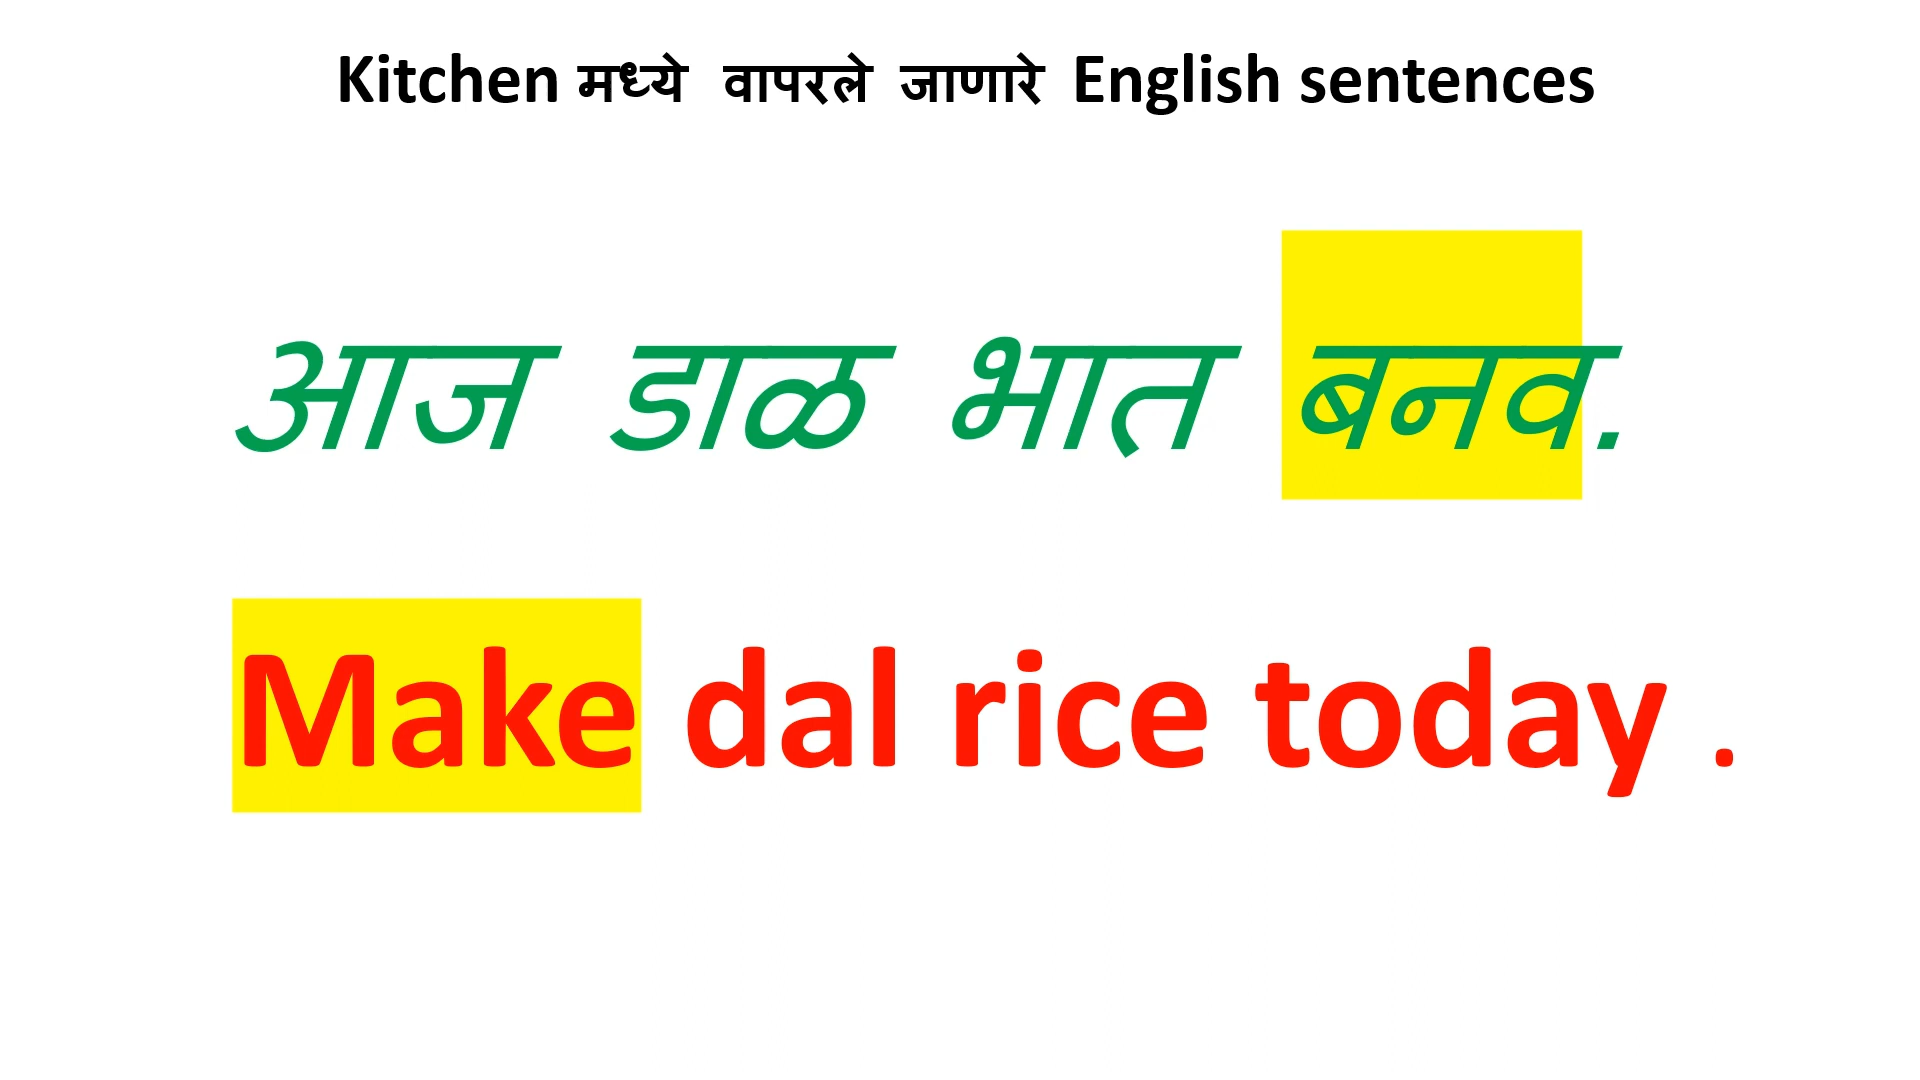 Kitchen मध्ये वापरले जाणारे English sentences
आज डाळ भात बनव.
Make dal rice today .